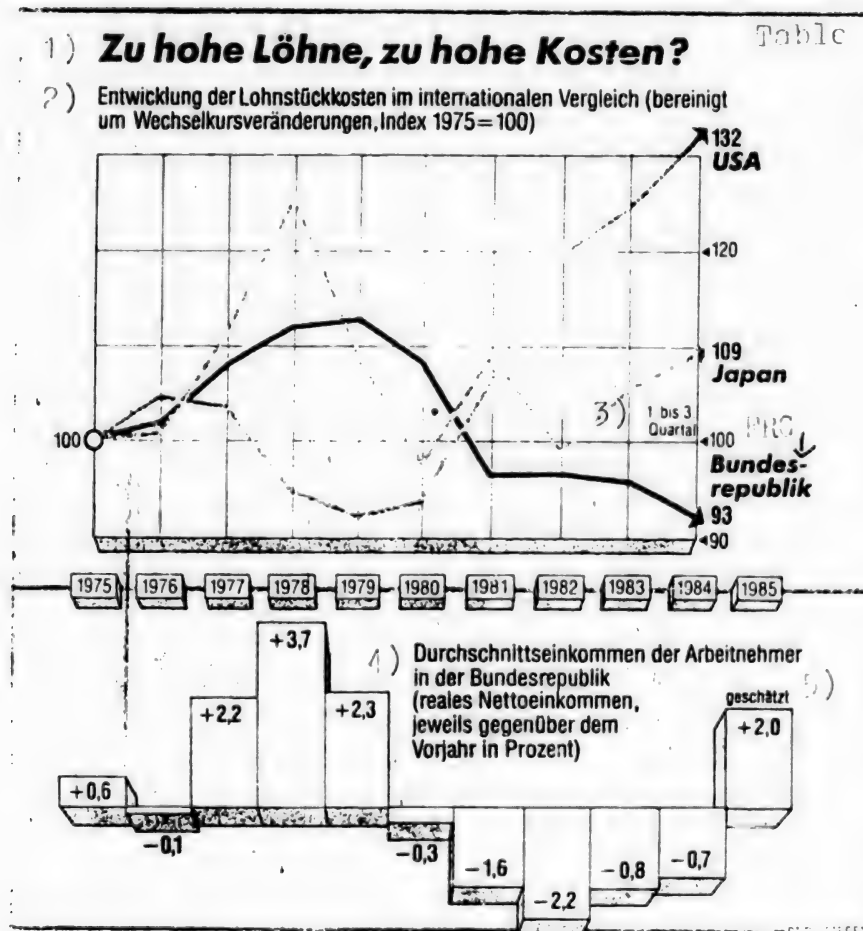 Table
1) Zu hohe Löhne, zu hohe Kosten?
2) Entwicklung der Lohnstückkosten im internationalen Vergleich (bereinigt
um Wechselkursveränderungen, Index 1975=100)
132
USA
120
109
Japan
3) 1 bis 3
Quartal
100
100
FRG
Bundes-
republik
93
90
1975 1976 1977 1978 1979 1980 1981 1982 1983 1984 1985
4) Durchschnittseinkommen der Arbeitnehmer
in der Bundesrepublik
(reales Nettoeinkommen,
jeweils gegenüber dem
Vorjahr in Prozent)
5) geschätzt
+0,6
-0,1
+2,2
+3,7
+2,3
-0,3
-1,6
-2,2
-0,8
-0,7
+2,0